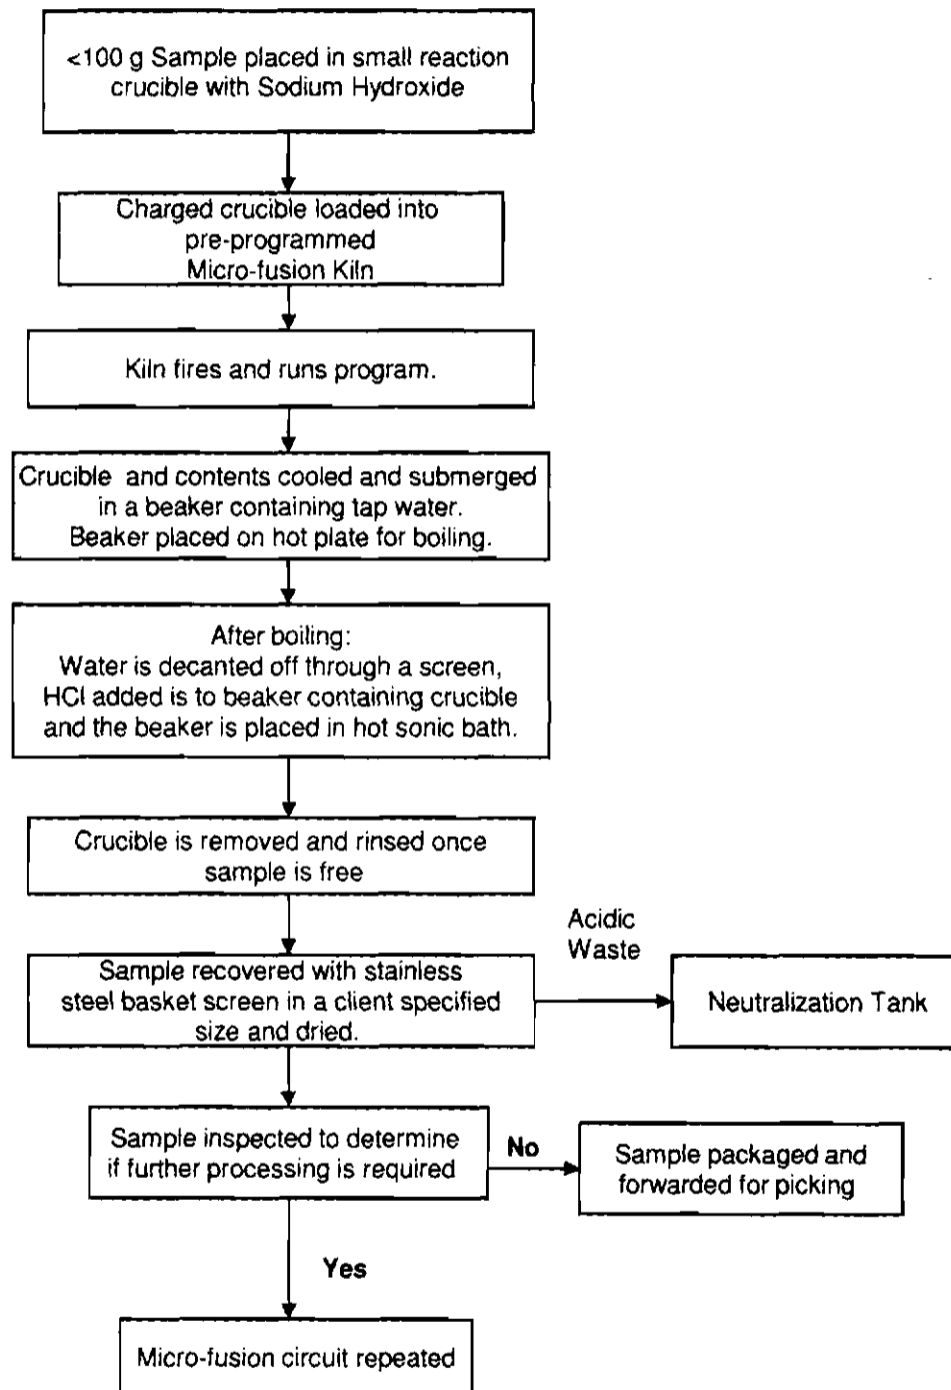 <100 g Sample placed in small reaction
crucible with Sodium Hydroxide
Charged crucible loaded into
pre-programmed
Micro-fusion Kiln
Kiln fires and runs program.
Crucible and contents cooled and submerged
in a beaker containing tap water.
Beaker placed on hot plate for boiling.
After boiling:
Water is decanted off through a screen,
HCl added is to beaker containing crucible
and the beaker is placed in hot sonic bath.
Crucible is removed and rinsed once
sample is free
Acidic
Waste
Sample recovered with stainless
steel basket screen in a client specified
size and dried.
Neutralization Tank
Sample inspected to determine
if further processing is required
No
Sample packaged and
forwarded for picking
Yes
Micro-fusion circuit repeated